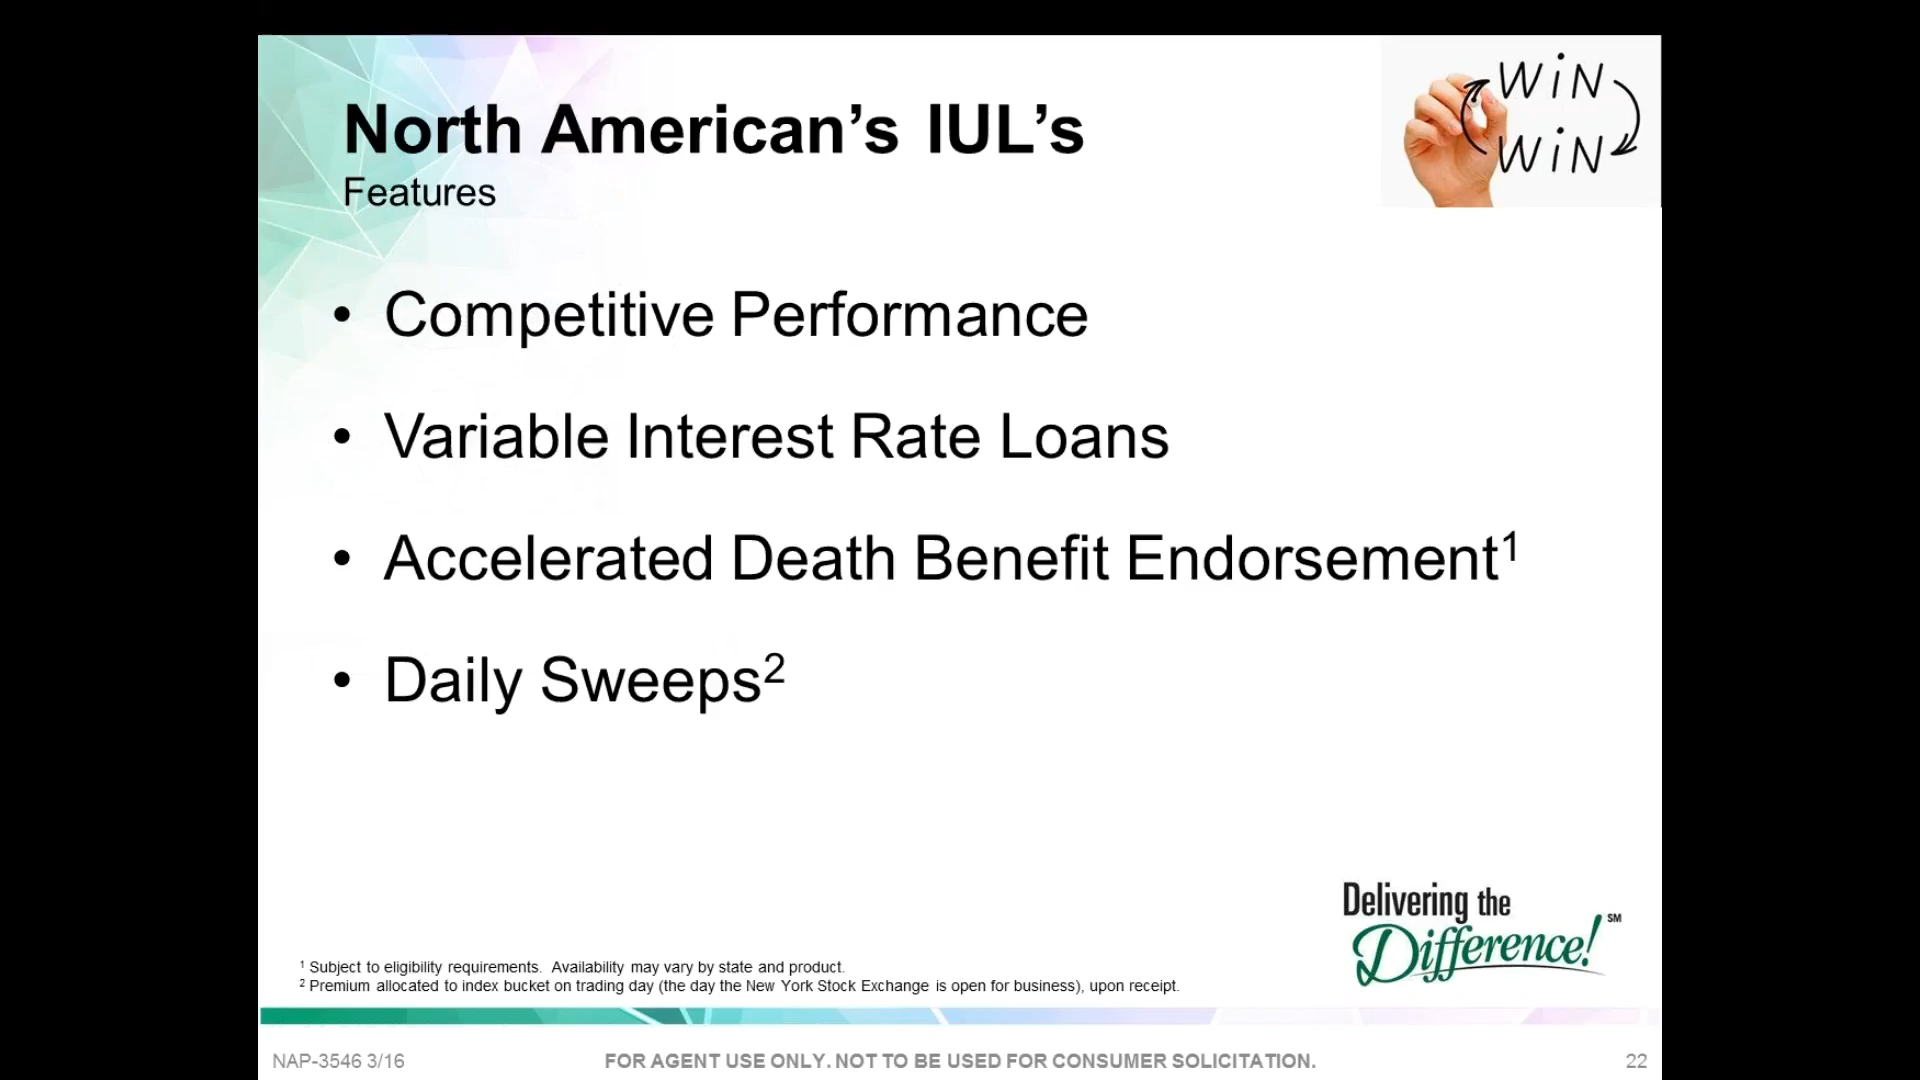 WiN
WiN
North American’s IUL’s
Features
• Competitive Performance
• Variable Interest Rate Loans
• Accelerated Death Benefit Endorsement¹
• Daily Sweeps²
Delivering the
Difference! SM
¹ Subject to eligibility requirements. Availability may vary by state and product.
² Premium allocated to index bucket on trading day (the day the New York Stock Exchange is open for business), upon receipt.
NAP-3546 3/16 FOR AGENT USE ONLY. NOT TO BE USED FOR CONSUMER SOLICITATION. 22